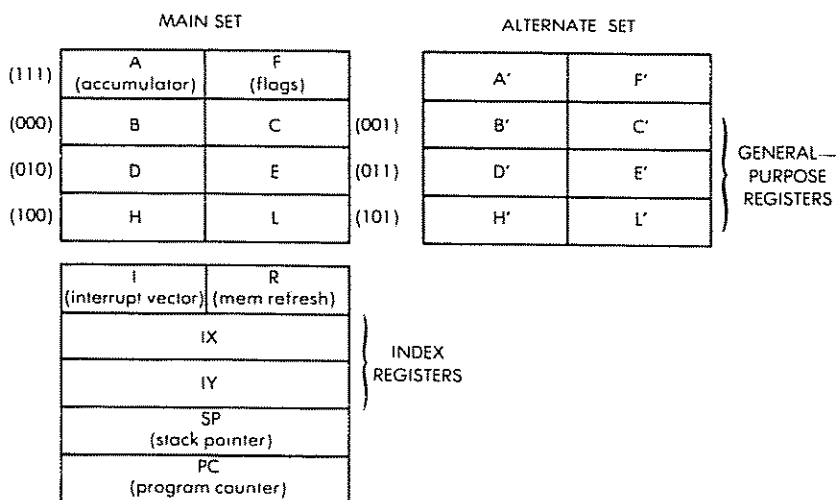 MAIN SET
ALTERNATE SET
(111)
A
(accumulator)
F
(flags)
A'
F'
(000)
B
C
(001)
B'
C'
(010)
D
E
(011)
D'
E'
(100)
H
L
(101)
H'
L'
GENERAL—
PURPOSE
REGISTERS
I
(interrupt vector)
R
(mem refresh)
IX
IY
INDEX
REGISTERS
SP
(stack pointer)
PC
(program counter)